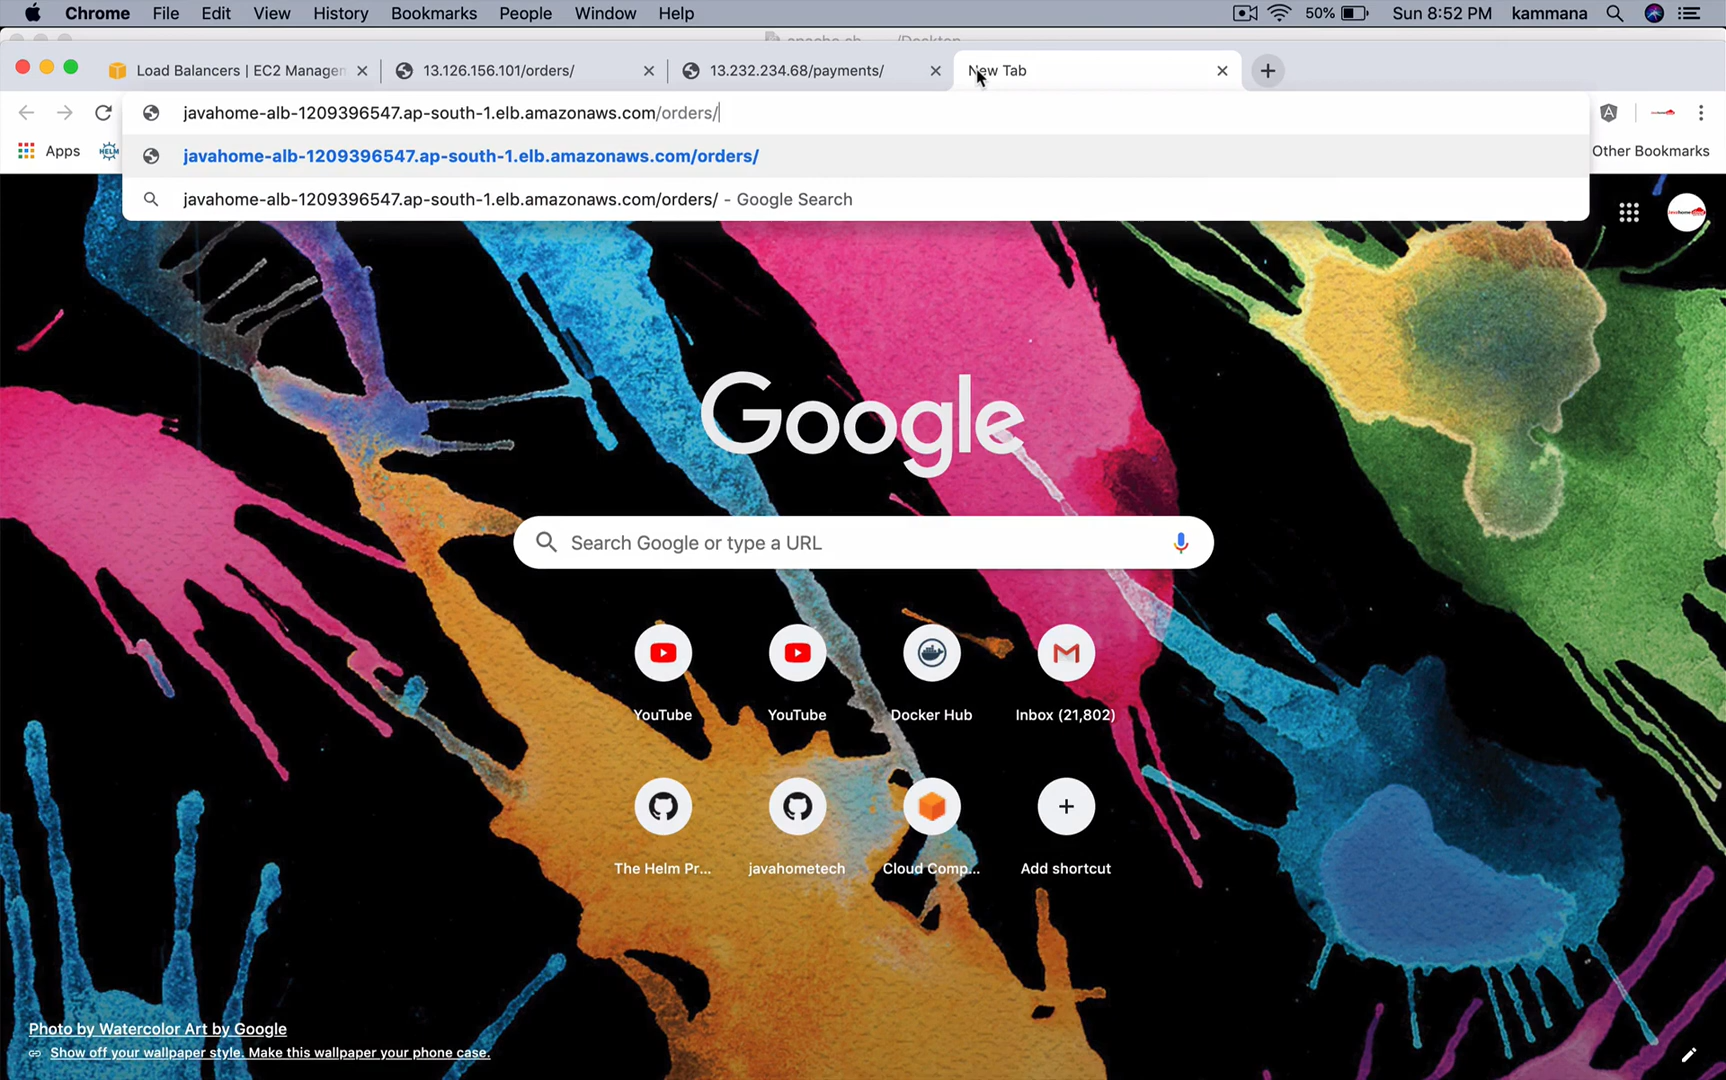 Chrome File Edit View History Bookmarks People Window Help 50% Sun 8:52 PM kammana
Load Balancers | EC2 Managem 13.126.156.101/orders/ 13.232.234.68/payments/ New Tab
javahome-alb-1209396547.ap-south-1.elb.amazonaws.com/orders/
Apps HELM Other Bookmarks
javahome-alb-1209396547.ap-south-1.elb.amazonaws.com/orders/
javahome-alb-1209396547.ap-south-1.elb.amazonaws.com/orders/ - Google Search
Google
Search Google or type a URL
YouTube YouTube Docker Hub Inbox (21,802)
The Helm Pr... javahometech Cloud Comp... Add shortcut
Photo by Watercolor Art by Google
Show off your wallpaper style. Make this wallpaper your phone case.